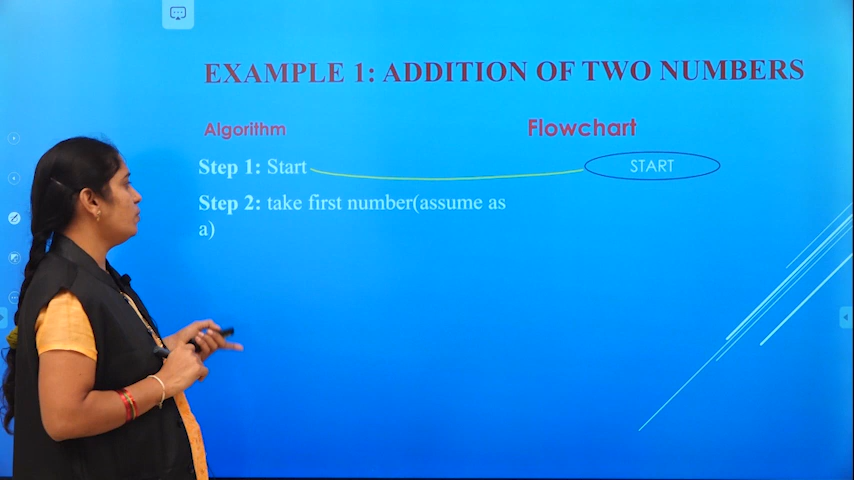 EXAMPLE 1: ADDITION OF TWO NUMBERS
Algorithm
Flowchart
Step 1: Start
START
Step 2: take first number(assume as
a)